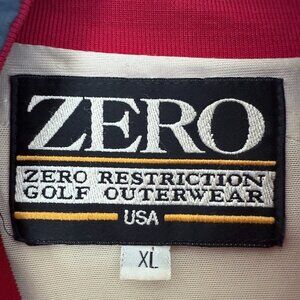 ZERO
ZERO RESTRICTION
GOLF OUTERWEAR
USA
XL